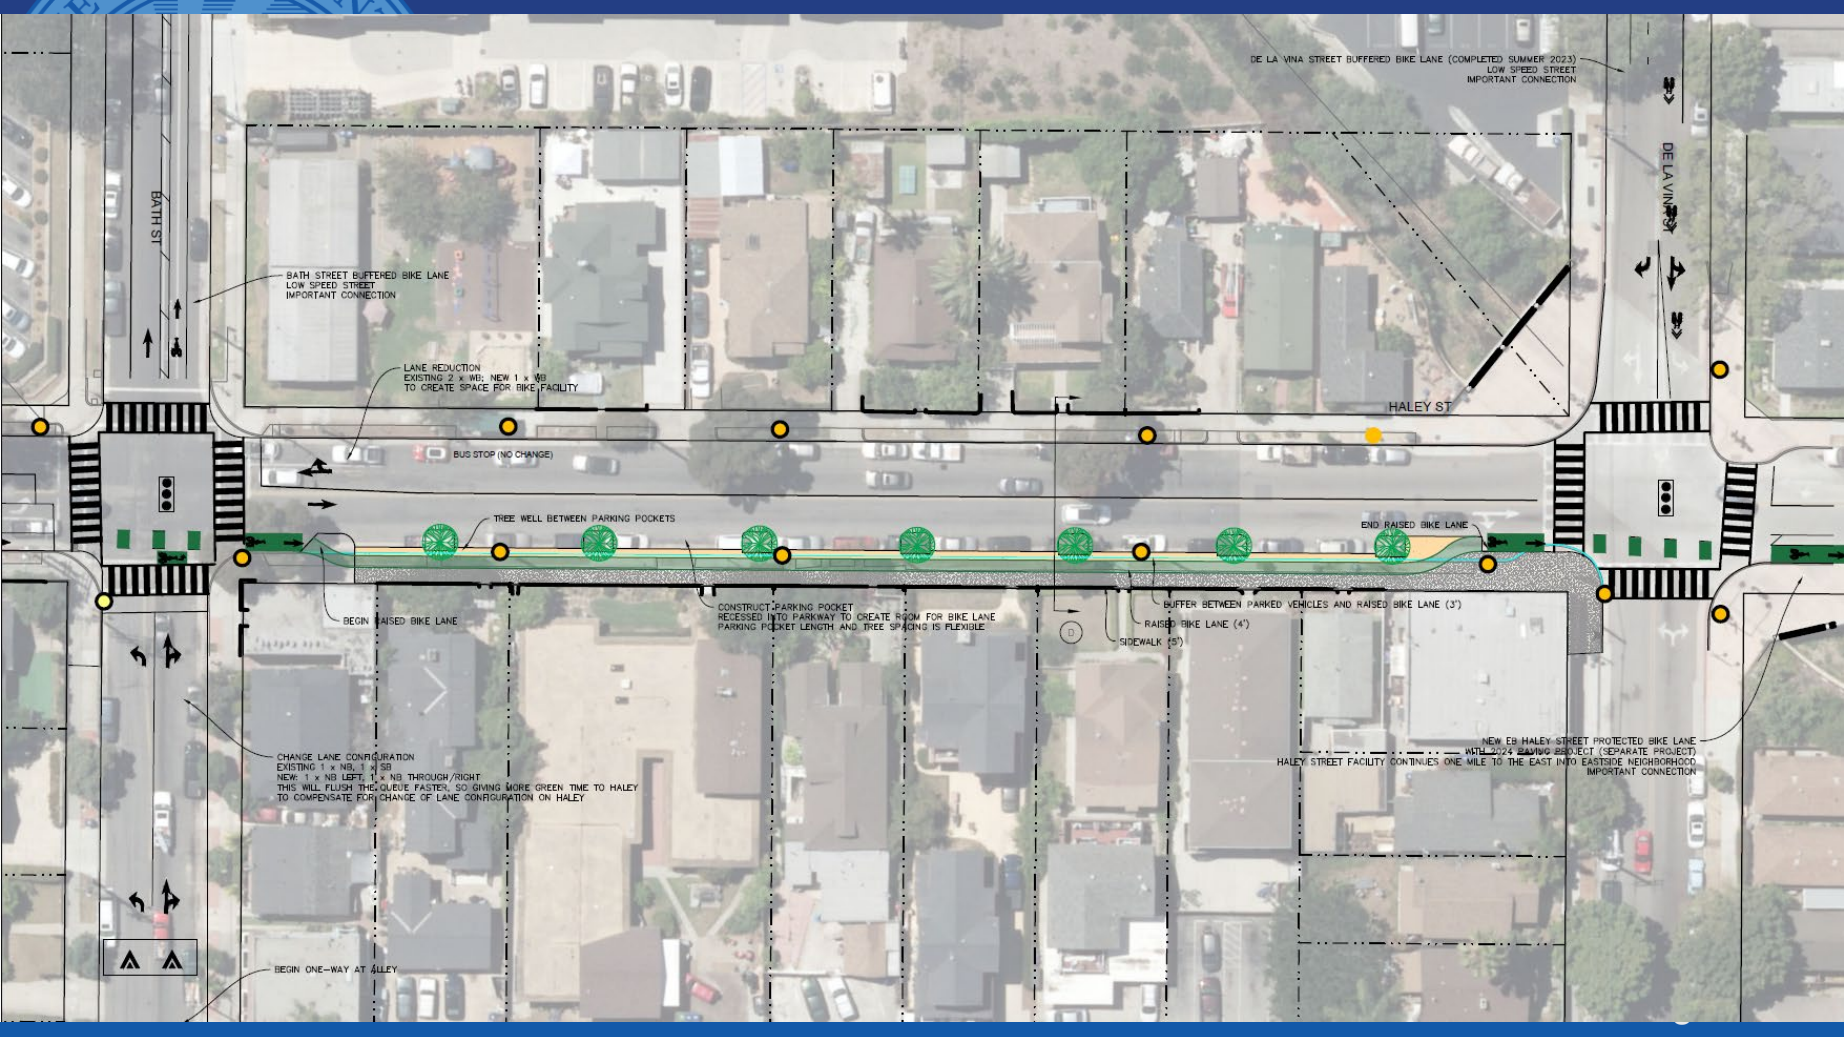 DE LA VINA STREET BUFFERED BIKE LANE (COMPLETED SUMMER 2023)
LOW SPEED STREET
IMPORTANT CONNECTION
BATH ST
DE LA VINA ST
BATH STREET BUFFERED BIKE LANE
LOW SPEED STREET
IMPORTANT CONNECTION
LANE REDUCTION
EXISTING 2 x WB; NEW 1 x WB
TO CREATE SPACE FOR BIKE FACILITY
HALEY ST
BUS STOP (NO CHANGE)
TREE WELL BETWEEN PARKING POCKETS
END RAISED BIKE LANE
BEGIN RAISED BIKE LANE
CONSTRUCT PARKING POCKET
RECESSED INTO PARKWAY TO CREATE ROOM FOR BIKE LANE
PARKING POCKET LENGTH AND TREE SPACING IS FLEXIBLE
BUFFER BETWEEN PARKED VEHICLES AND RAISED BIKE LANE (3')
RAISED BIKE LANE (4')
D
SIDEWALK (5')
CHANGE LANE CONFIGURATION
EXISTING 1 x NB, 1 x SB
NEW: 1 x NB LEFT, 1 x NB THROUGH/RIGHT
THIS WILL FLUSH THE QUEUE FASTER, SO GIVING MORE GREEN TIME TO HALEY
TO COMPENSATE FOR CHANGE OF LANE CONFIGURATION ON HALEY
NEW EB HALEY STREET PROTECTED BIKE LANE
WITH 2024 PAVING PROJECT (SEPARATE PROJECT)
HALEY STREET FACILITY CONTINUES ONE MILE TO THE EAST INTO EASTSIDE NEIGHBORHOOD
IMPORTANT CONNECTION
BEGIN ONE-WAY AT ALLEY